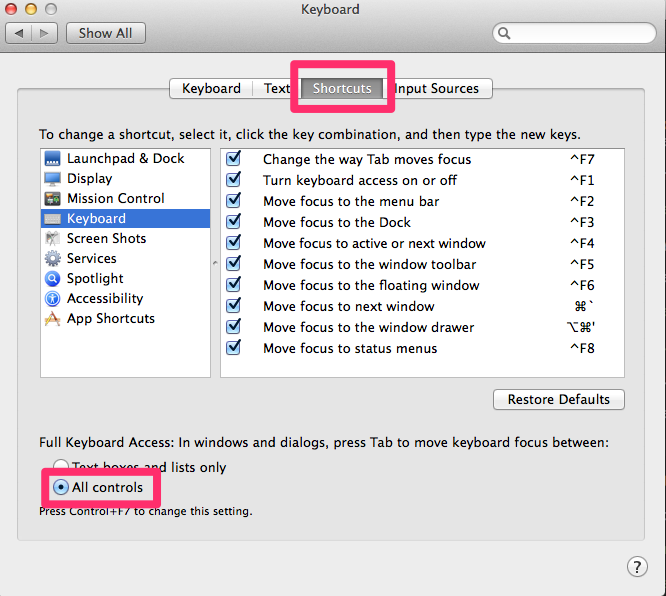 Keyboard
Show All
Keyboard Text Shortcuts Input Sources
To change a shortcut, select it, click the key combination, and then type the new keys.
Launchpad & Dock
Display
Mission Control
Keyboard
Screen Shots
Services
Spotlight
Accessibility
App Shortcuts
Change the way Tab moves focus ^F7
Turn keyboard access on or off ^F1
Move focus to the menu bar ^F2
Move focus to the Dock ^F3
Move focus to active or next window ^F4
Move focus to the window toolbar ^F5
Move focus to the floating window ^F6
Move focus to next window ⌘`
Move focus to the window drawer ⌥⌘'
Move focus to status menus ^F8
Restore Defaults
Full Keyboard Access: In windows and dialogs, press Tab to move keyboard focus between:
Text boxes and lists only
All controls
Press Control+F7 to change this setting.
?